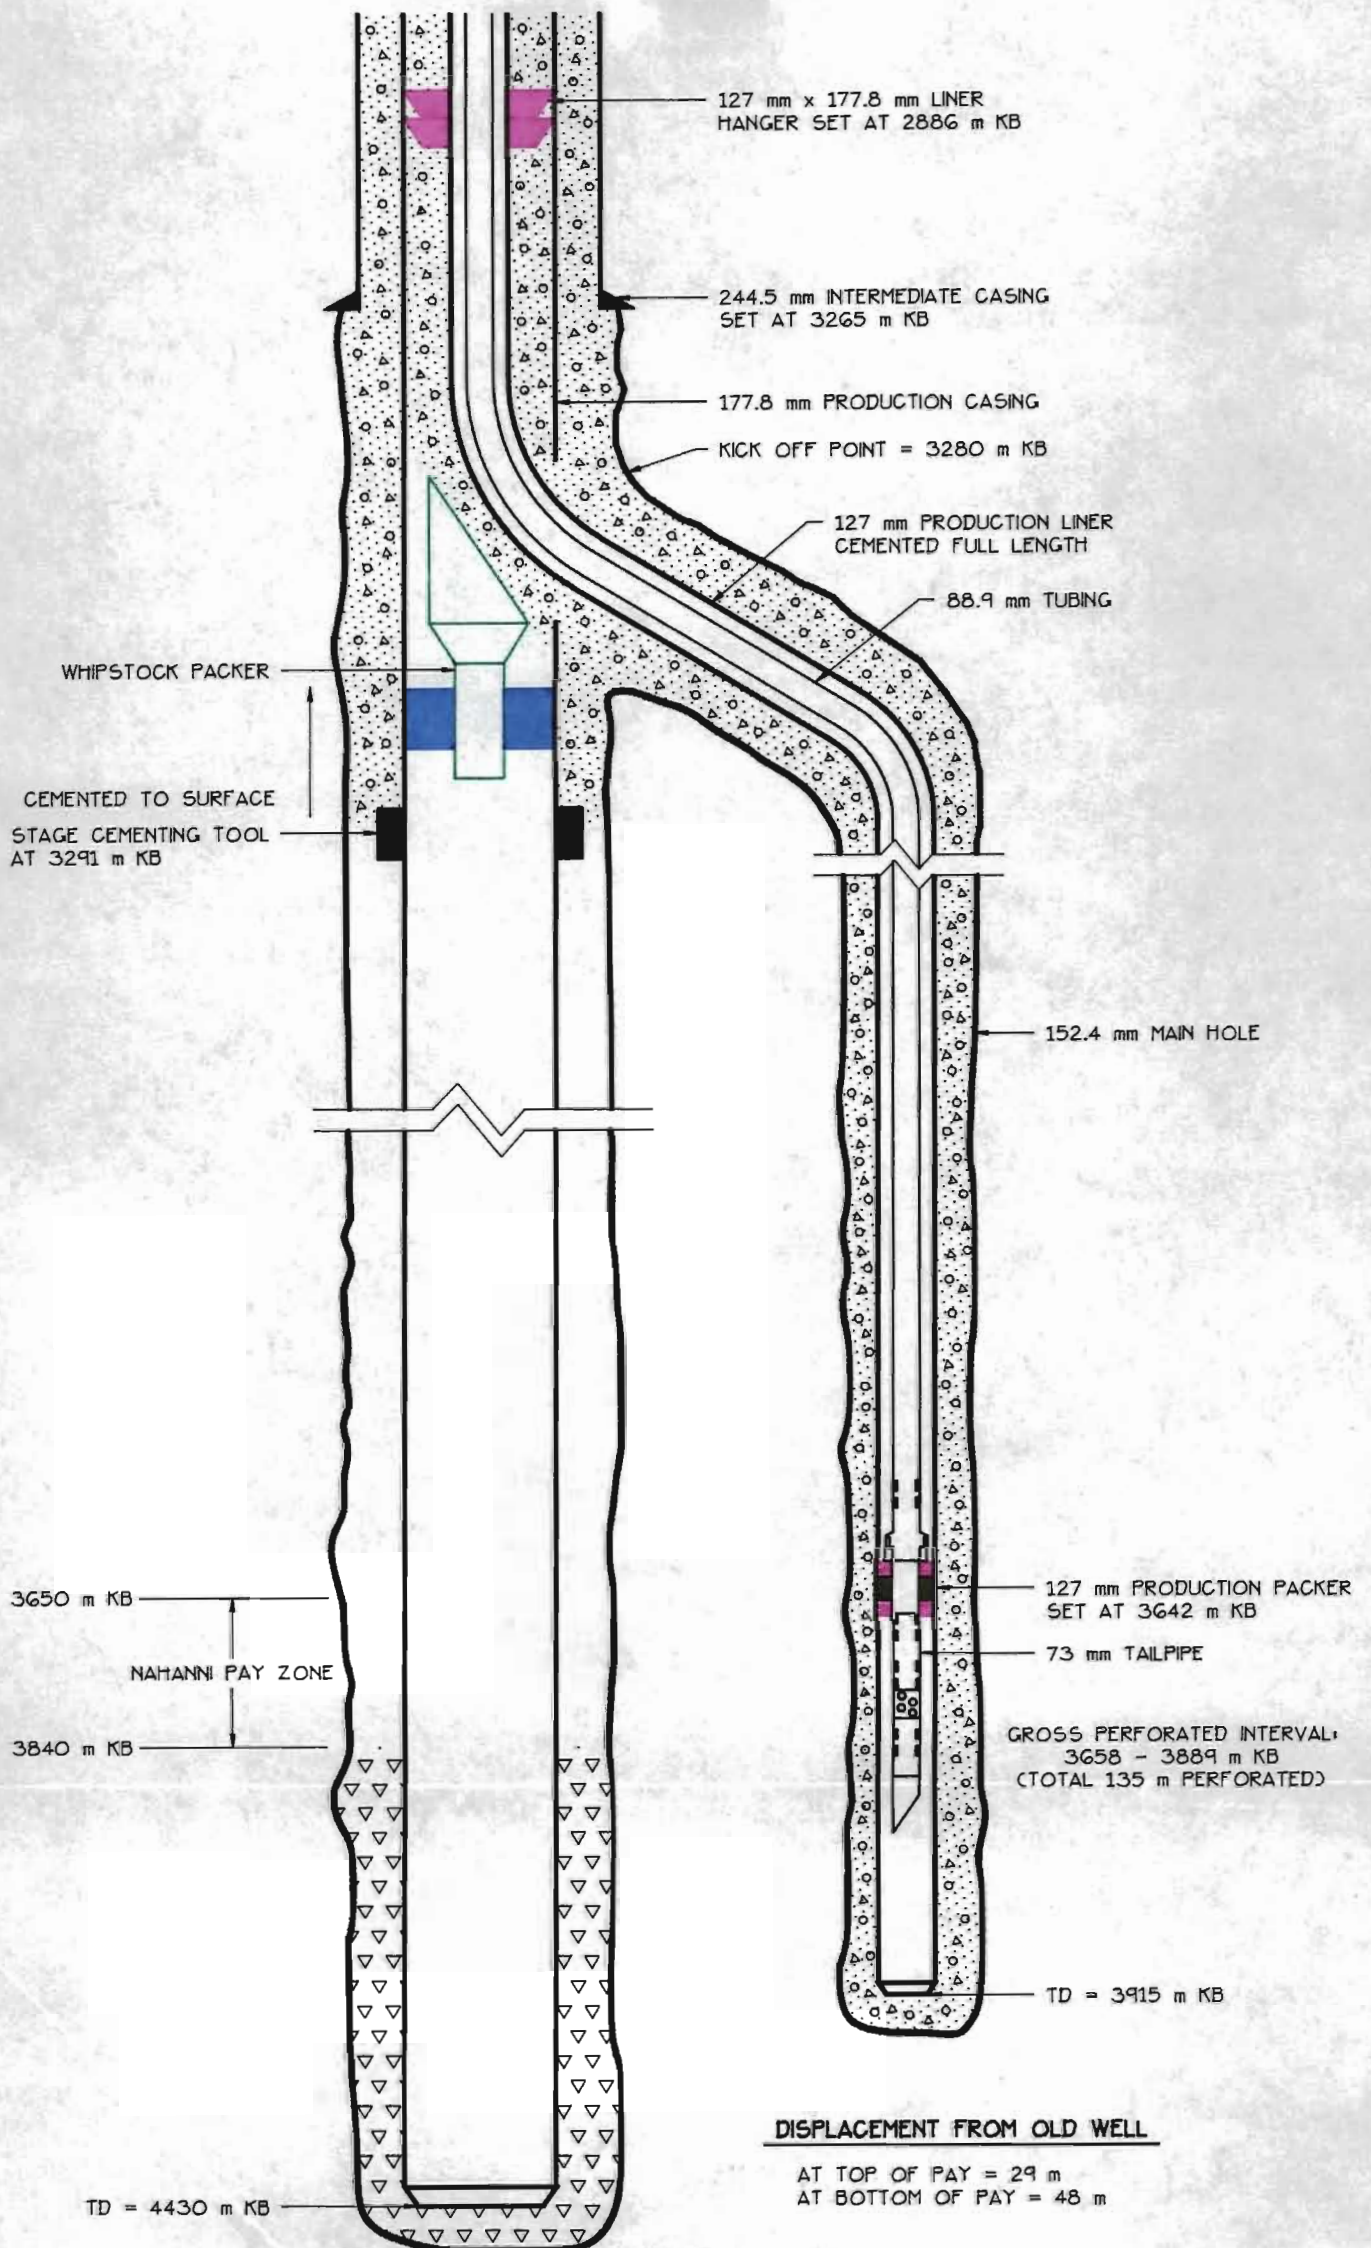 127 mm x 177.8 mm LINER
HANGER SET AT 2886 m KB
244.5 mm INTERMEDIATE CASING
SET AT 3265 m KB
177.8 mm PRODUCTION CASING
KICK OFF POINT = 3280 m KB
127 mm PRODUCTION LINER
CEMENTED FULL LENGTH
88.9 mm TUBING
WHIPSTOCK PACKER
CEMENTED TO SURFACE
STAGE CEMENTING TOOL
AT 3291 m KB
152.4 mm MAIN HOLE
3650 m KB
NAHANNI PAY ZONE
3840 m KB
127 mm PRODUCTION PACKER
SET AT 3642 m KB
73 mm TAILPIPE
GROSS PERFORATED INTERVAL:
3658 - 3889 m KB
(TOTAL 135 m PERFORATED)
TD = 3915 m KB
DISPLACEMENT FROM OLD WELL
AT TOP OF PAY = 29 m
AT BOTTOM OF PAY = 48 m
TD = 4430 m KB